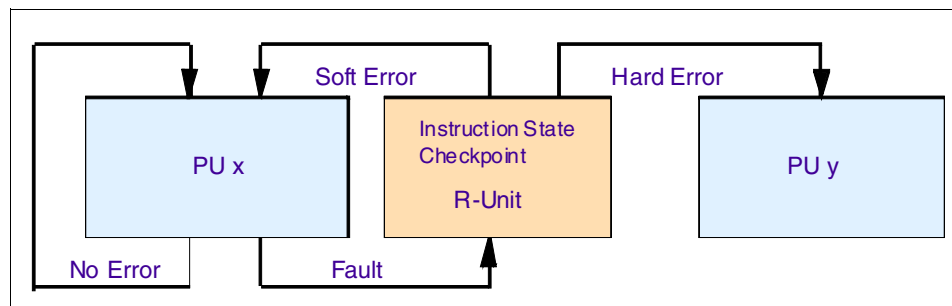 Soft Error
Hard Error
PU x
Instruction State
Checkpoint
R-Unit
PU y
No Error
Fault